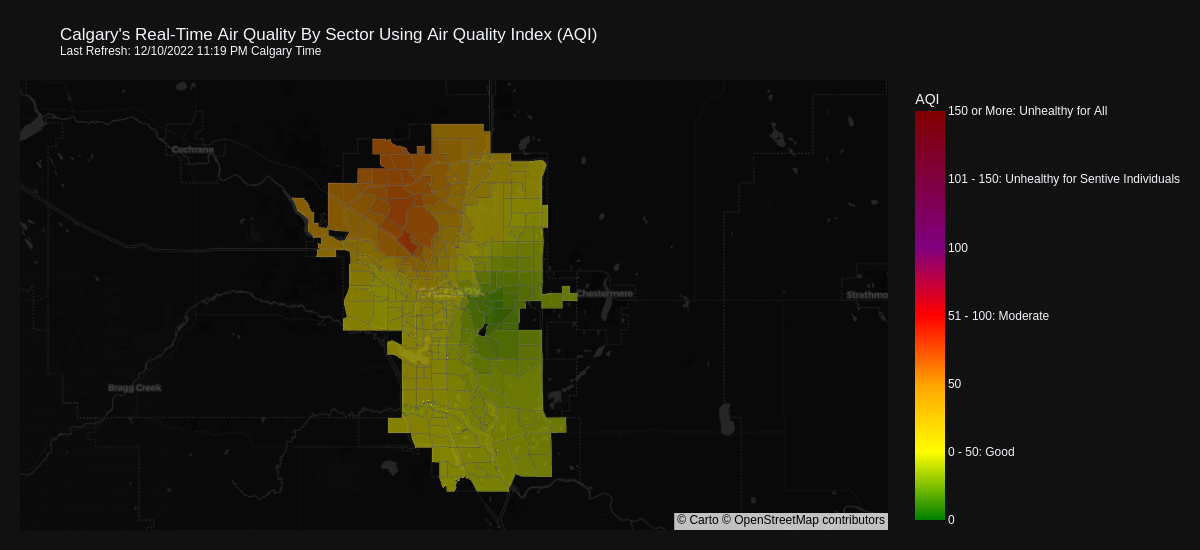 Calgary's Real-Time Air Quality By Sector Using Air Quality Index (AQI)
Last Refresh: 12/10/2022 11:19 PM Calgary Time
AQI
150 or More: Unhealthy for All
101 - 150: Unhealthy for Sentive Individuals
100
51 - 100: Moderate
50
0 - 50: Good
0
Cochrane
Chestermere
Strathmo
Bragg Creek
© Carto © OpenStreetMap contributors